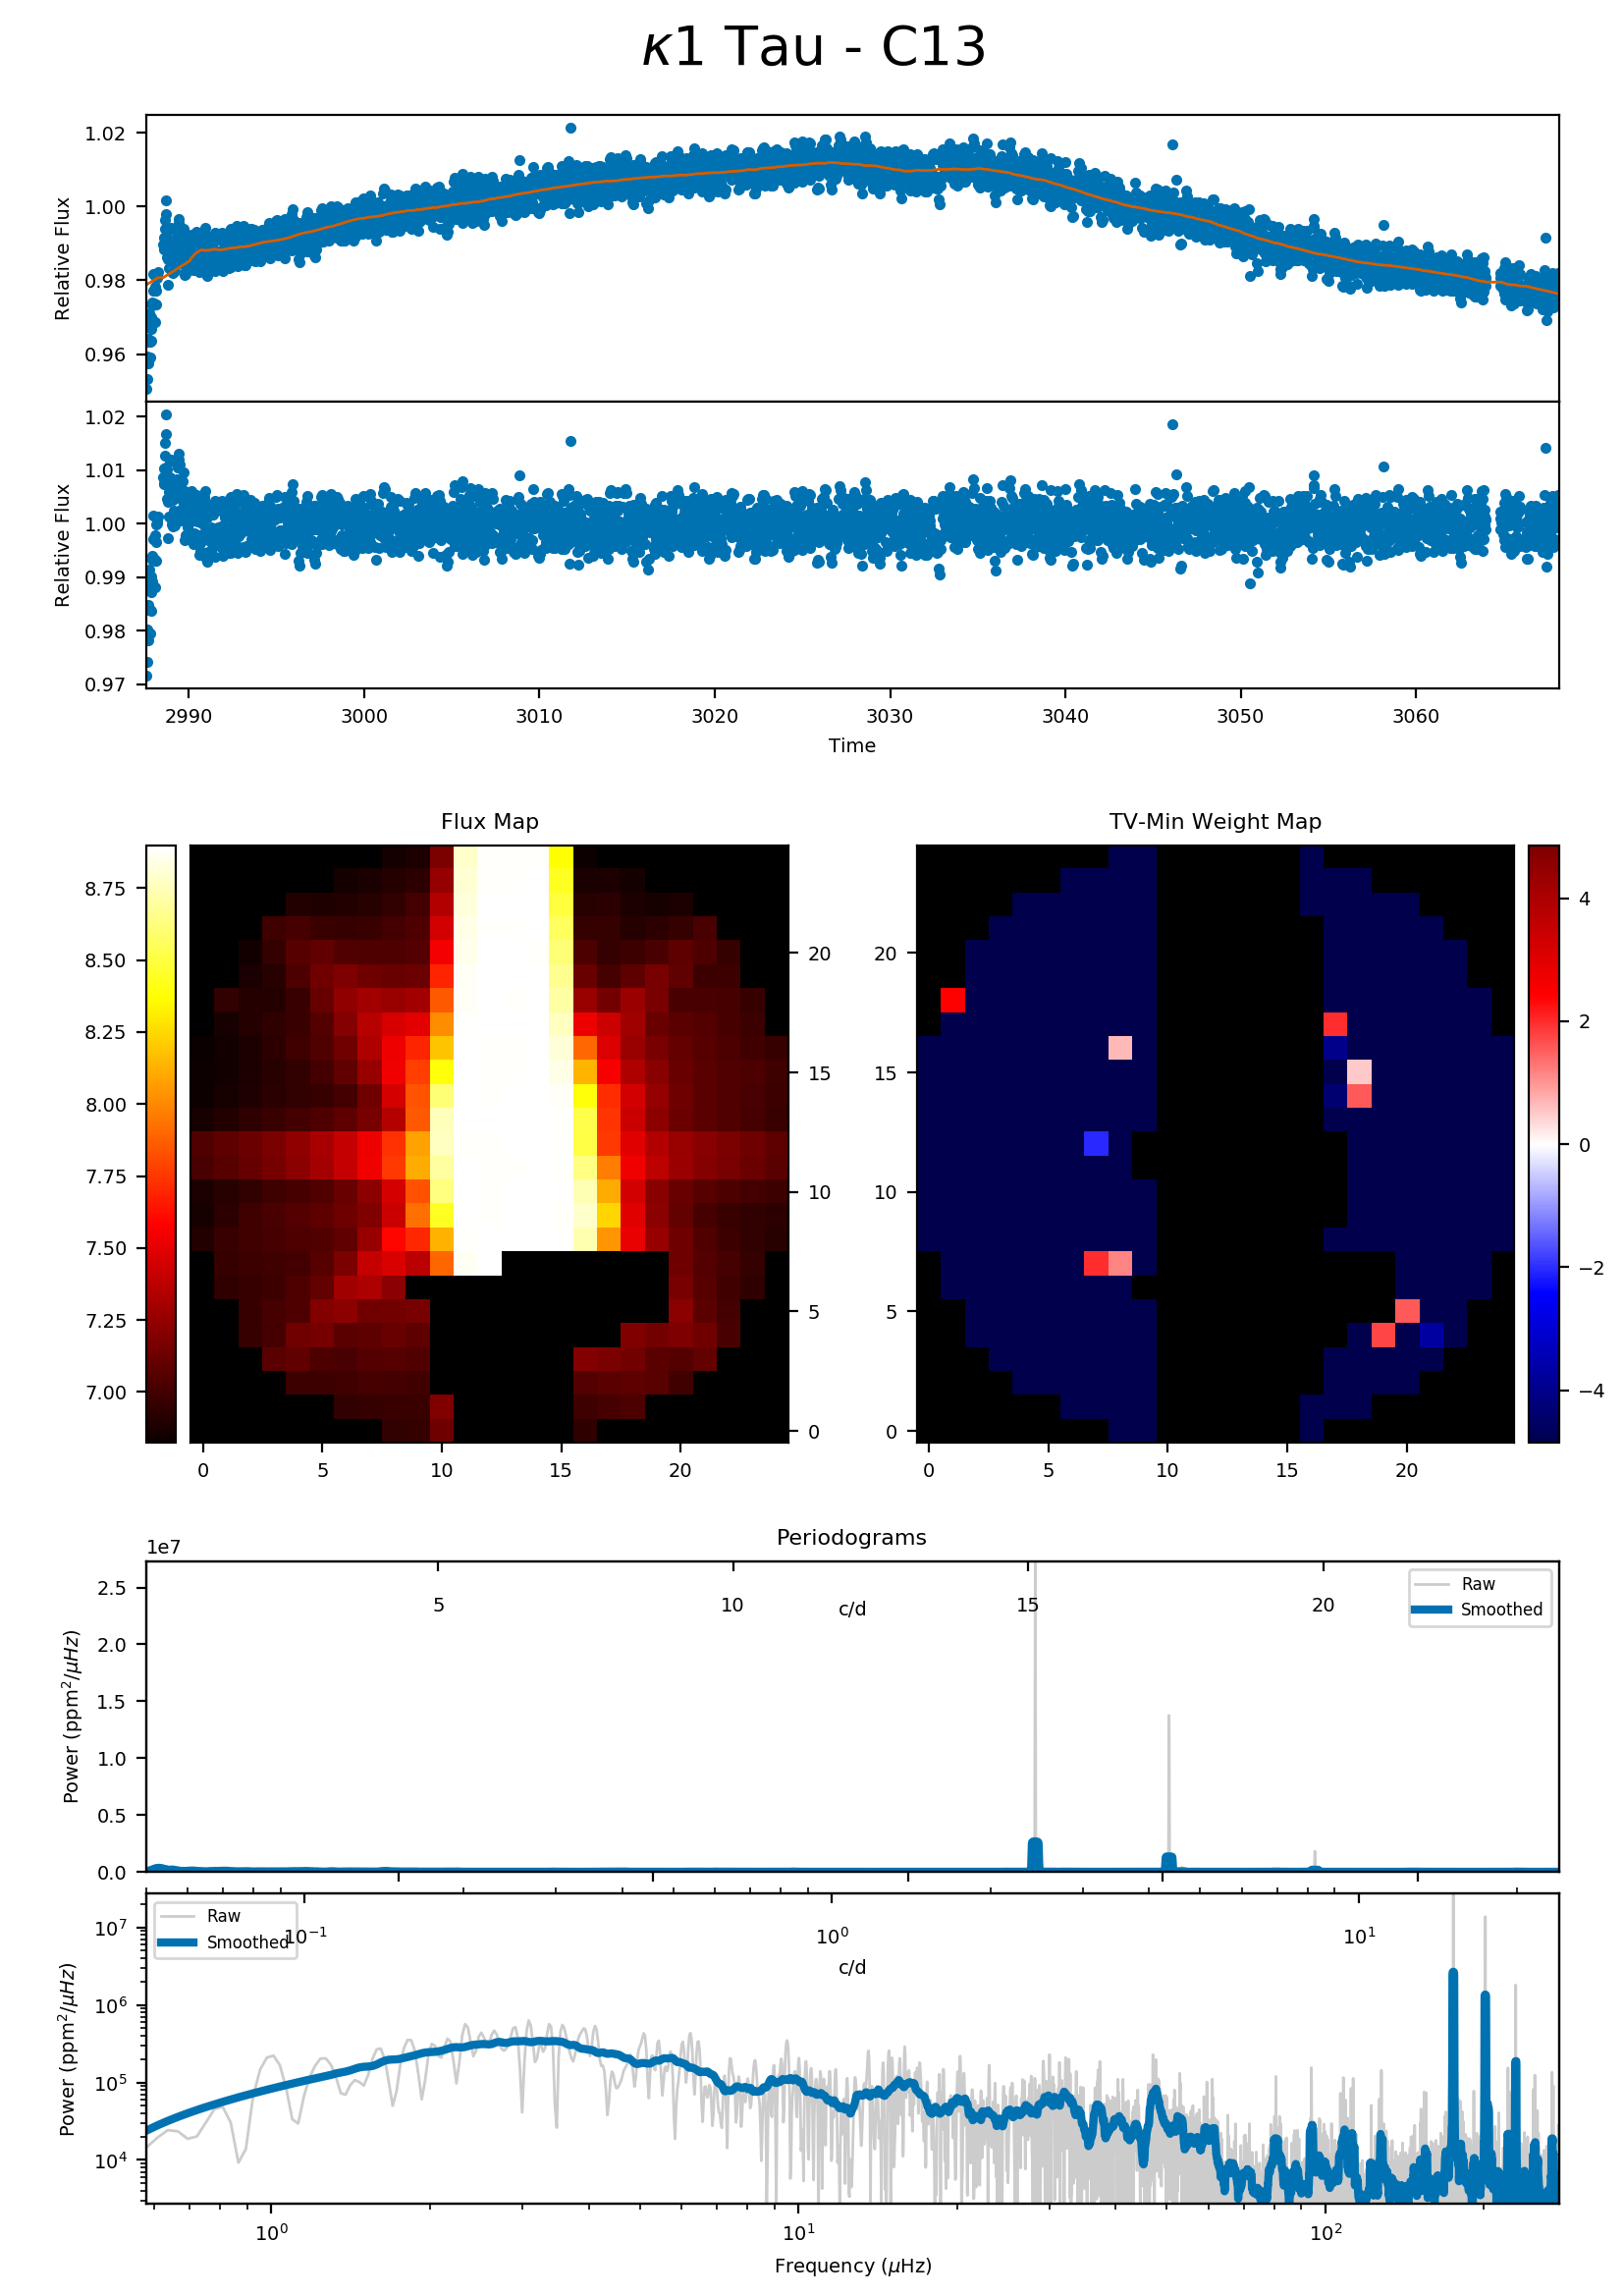 κ1 Tau - C13
1.02
1.00
0.98
0.96
Relative Flux
1.02
1.01
1.00
0.99
0.98
0.97
Relative Flux
2990 3000 3010 3020 3030 3040 3050 3060
Time
Flux Map
TV-Min Weight Map
8.75
8.50
8.25
8.00
7.75
7.50
7.25
7.00
20
15
10
5
0
0 5 10 15 20
20
15
10
5
0
0 5 10 15 20
4
2
0
−2
−4
Periodograms
1e7
2.5
2.0
1.5
1.0
0.5
0.0
Power (ppm²/μHz)
5 10 15 20
c/d
Raw
Smoothed
10⁷
10⁶
10⁵
10⁴
Power (ppm²/μHz)
Raw
Smoothed
10⁻¹ 10⁰ 10¹
c/d
10⁰ 10¹ 10²
Frequency (μHz)